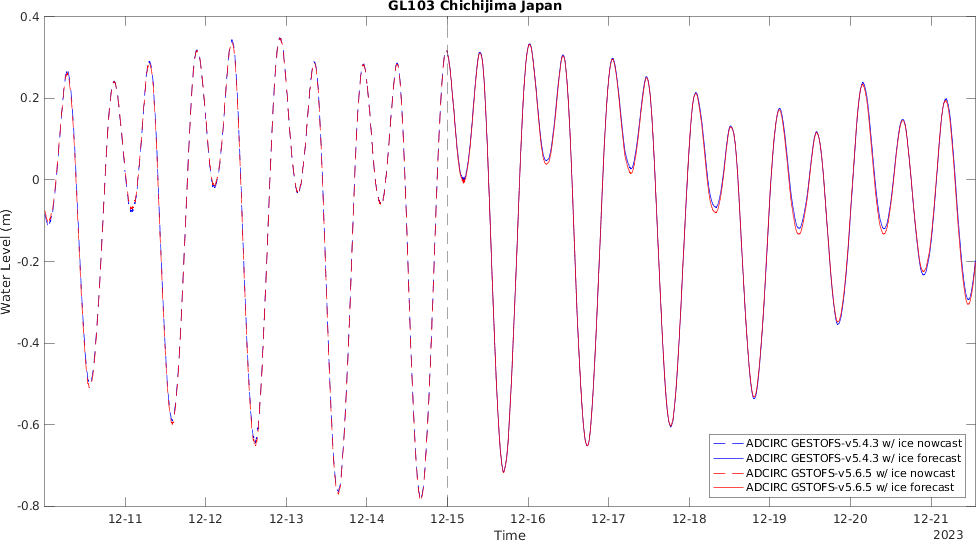 GL103 Chichijima Japan
0.4
0.2
0
-0.2
-0.4
-0.6
-0.8
Water Level (m)
ADCIRC GESTOFS-v5.4.3 w/ ice nowcast
ADCIRC GESTOFS-v5.4.3 w/ ice forecast
ADCIRC GSTOFS-v5.6.5 w/ ice nowcast
ADCIRC GSTOFS-v5.6.5 w/ ice forecast
12-11 12-12 12-13 12-14 12-15 12-16 12-17 12-18 12-19 12-20 12-21
Time
2023